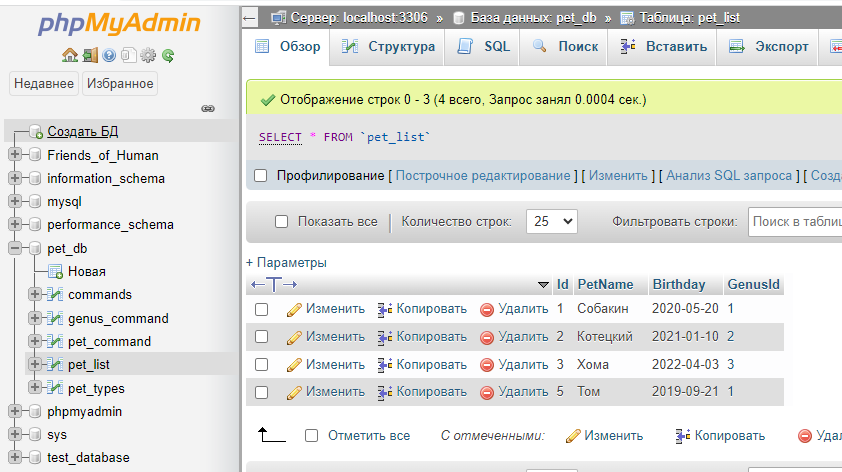 phpMyAdmin
Недавнее Избранное
Создать БД
Friends_of_Human
information_schema
mysql
performance_schema
pet_db
Новая
commands
genus_command
pet_command
pet_list
pet_types
phpmyadmin
sys
test_database
Сервер: localhost:3306 » База данных: pet_db » Таблица: pet_list
Обзор Структура SQL Поиск Вставить Экспорт
Отображение строк 0 - 3 (4 всего, Запрос занял 0.0004 сек.)
SELECT * FROM `pet_list`
Профилирование [ Построчное редактирование ] [ Изменить ] [ Анализ SQL запроса ] [ Созд
Показать все Количество строк: 25 Фильтровать строки: Поиск в таблиц
+ Параметры
←T→ Id PetName Birthday GenusId
Изменить Копировать Удалить 1 Собакин 2020-05-20 1
Изменить Копировать Удалить 2 Котецкий 2021-01-10 2
Изменить Копировать Удалить 3 Хома 2022-04-03 3
Изменить Копировать Удалить 5 Том 2019-09-21 1
Отметить все С отмеченными: Изменить Копировать Удал